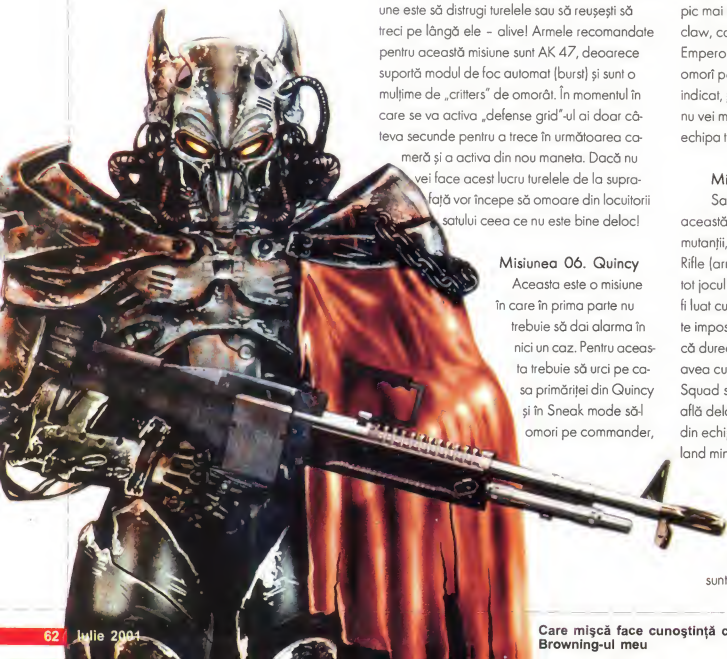 une este să distrugi turelele sau să reușești să
treci pe lângă ele – alive! Armele recomandate
pentru această misiune sunt AK 47, deoarece
suportă modul de foc automat (burst) și sunt o
mulțime de „critters” de omorât. În momentul în
care se va activa „defense grid”-ul ai doar câ-
teva secunde pentru a trece în următoarea ca-
meră și a activa din nou maneta. Dacă nu
vei face acest lucru turelele de la supra-
față vor începe să omoare din locuitorii
satului ceea ce nu este bine deloc!
Misiunea 06. Quincy
Aceasta este o misiune
în care în prima parte nu
trebuie să dai alarma în
nici un caz. Pentru aceas-
ta trebuie să urci pe ca-
sa primăriței din Quincy
și în Sneak mode să-l
omori pe commander,
pic mai
claw, ca
Empero
omorî pe
indicat,
nu vei m
echipa t
Mi
Sa
această
mutanții,
Rifle (arm
tot jocul
fi luat cu
te impos
că dured
avea cu
Squad s
află dela
din echi
land min
sunt
62 Iulie 2001
Care mișcă face cunoștință c
Browning-ul meu